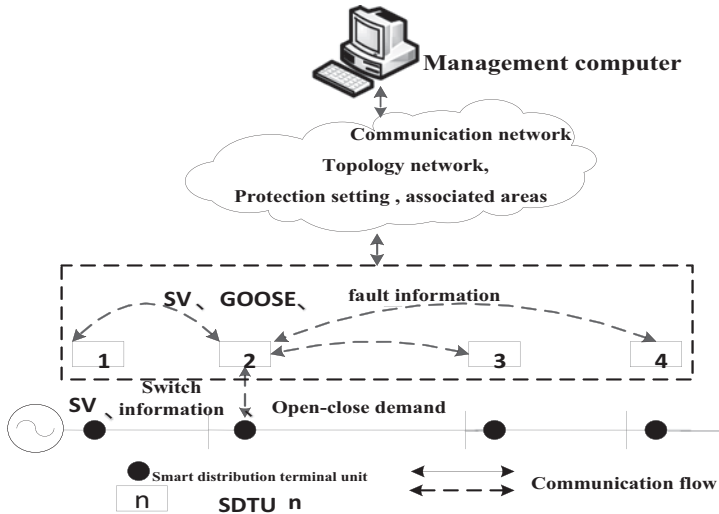 Management computer
Communication network
Topology network,
Protection setting , associated areas
SV、 GOOSE、 fault information
1 2 3 4
Switch
SV、 information 、 Open-close demand
Smart distribution terminal unit
Communication flow
n SDTU n